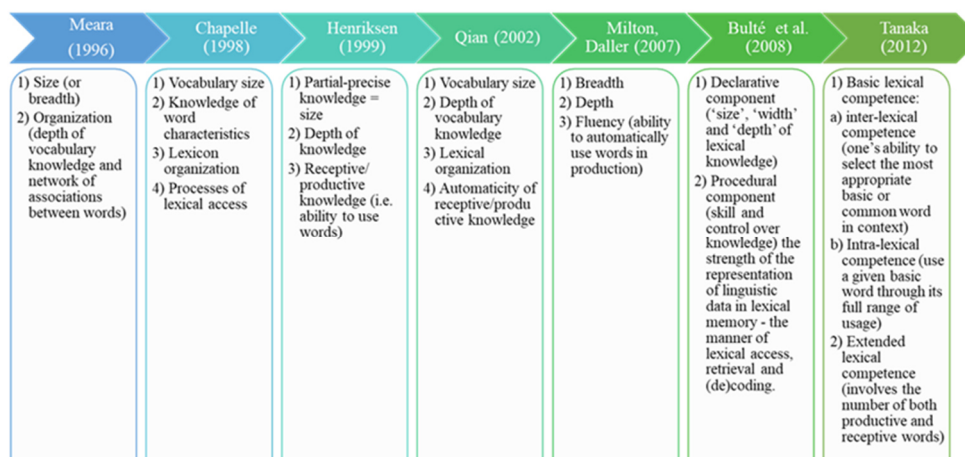 Meara
(1996)
Chapelle
(1998)
Henriksen
(1999)
Qian (2002)
Milton,
Daller (2007)
Bulté et al.
(2008)
Tanaka
(2012)
1) Size (or
breadth)
2) Organization
(depth of
vocabulary
knowledge and
network of
associations
between words)
1) Vocabulary size
2) Knowledge of
word
characteristics
3) Lexicon
organization
4) Processes of
lexical access
1) Partial-precise
knowledge =
size
2) Depth of
knowledge
3) Receptive/
productive
knowledge (i.e.
ability to use
words)
1) Vocabulary size
2) Depth of
vocabulary
knowledge
3) Lexical
organization
4) Automaticity of
receptive/produ
ctive knowledge
1) Breadth
2) Depth
3) Fluency (ability
to automatically
use words in
production)
1) Declarative
component
('size', 'width'
and 'depth' of
lexical
knowledge)
2) Procedural
component
(skill and
control over
knowledge) the
strength of the
representation
of linguistic
data in lexical
memory - the
manner of
lexical access,
retrieval and
(de)coding.
1) Basic lexical
competence:
a) inter-lexical
competence
(one's ability to
select the most
appropriate
basic or
common word
in context)
b) Intra-lexical
competence (use
a given basic
word through its
full range of
usage)
2) Extended
lexical
competence
(involves the
number of both
productive and
receptive words)